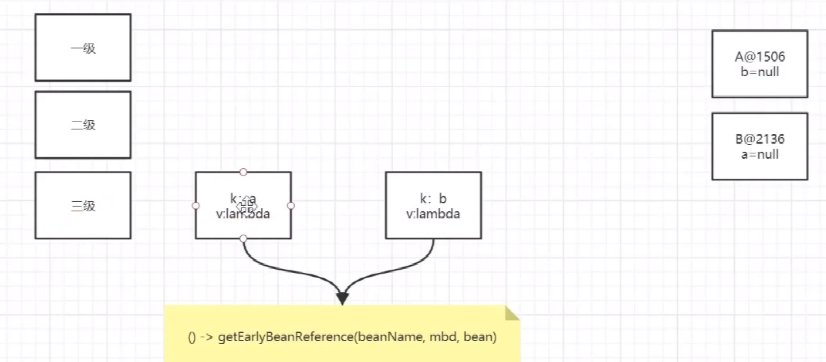 一级
A@1506
b=null
二级
B@2136
a=null
三级
k: a
v:lambda
k: b
v:lambda
() -> getEarlyBeanReference(beanName, mbd, bean)